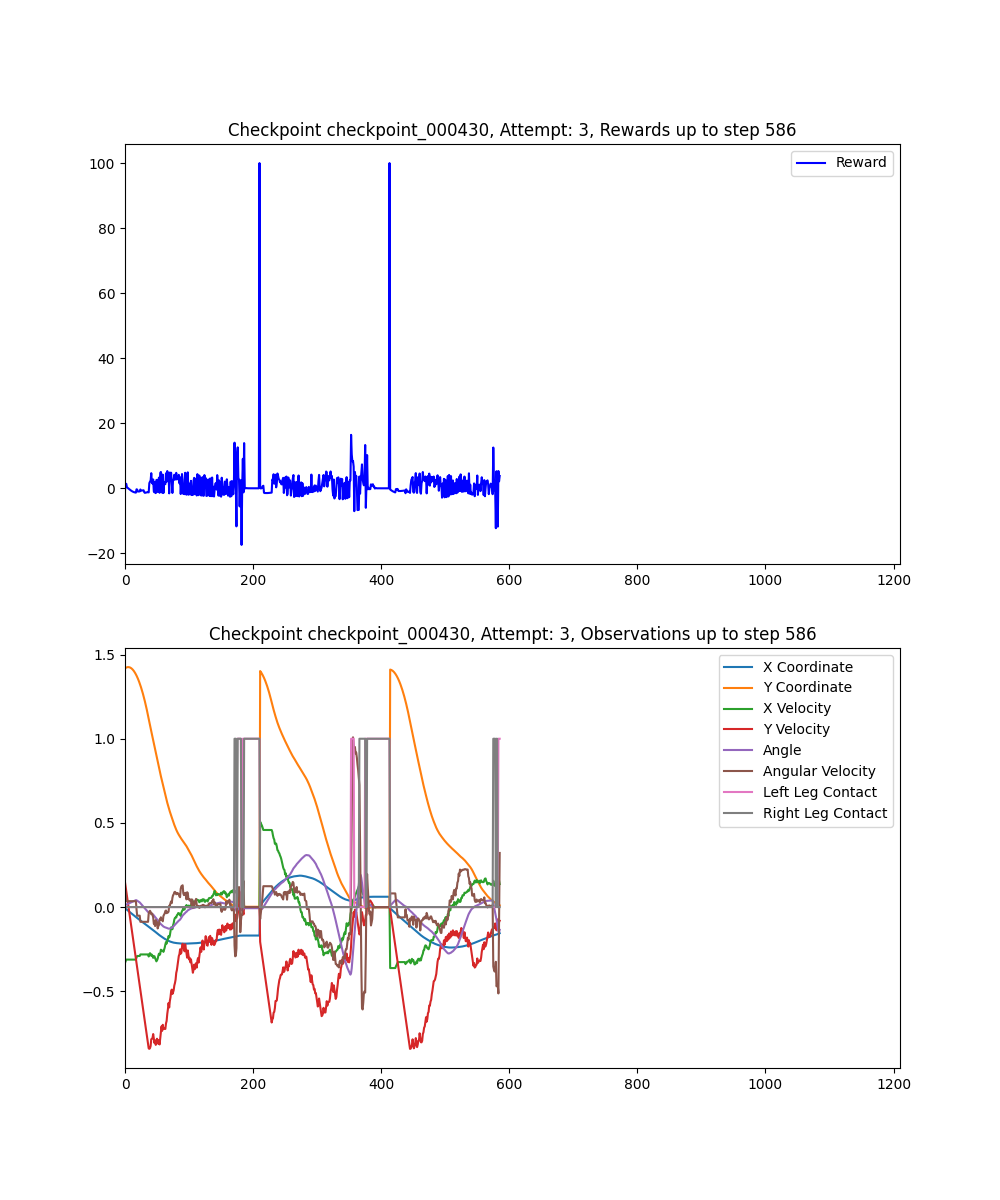 Checkpoint checkpoint_000430, Attempt: 3, Rewards up to step 586
100
80
60
40
20
0
−20
Reward
0 200 400 600 800 1000 1200
Checkpoint checkpoint_000430, Attempt: 3, Observations up to step 586
1.5
1.0
0.5
0.0
−0.5
X Coordinate
Y Coordinate
X Velocity
Y Velocity
Angle
Angular Velocity
Left Leg Contact
Right Leg Contact
0 200 400 600 800 1000 1200